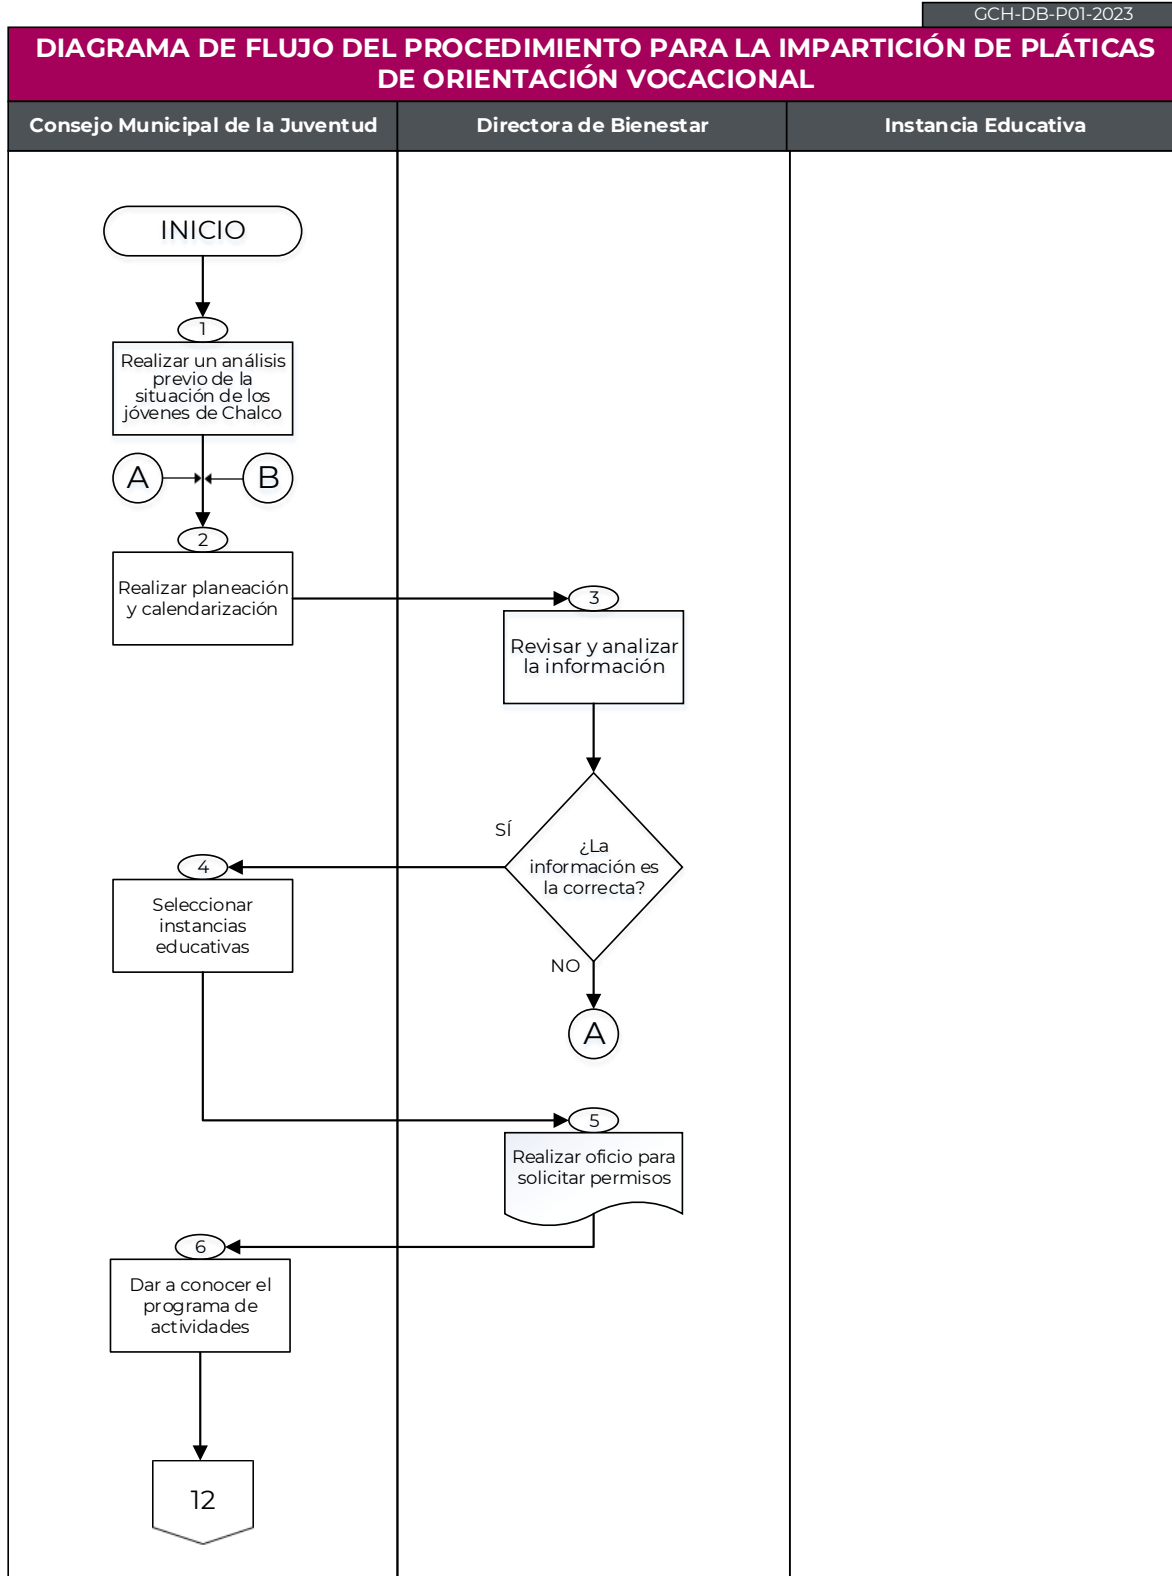 GCH-DB-P01-2023
DIAGRAMA DE FLUJO DEL PROCEDIMIENTO PARA LA IMPARTICIÓN DE PLÁTICAS
DE ORIENTACIÓN VOCACIONAL
Consejo Municipal de la Juventud
Directora de Bienestar
Instancia Educativa
INICIO
1
Realizar un análisis
previo de la
situación de los
jóvenes de Chalco
A
B
2
Realizar planeación
y calendarización
3
Revisar y analizar
la información
¿La
información es
la correcta?
SÍ
NO
A
4
Seleccionar
instancias
educativas
5
Realizar oficio para
solicitar permisos
6
Dar a conocer el
programa de
actividades
12